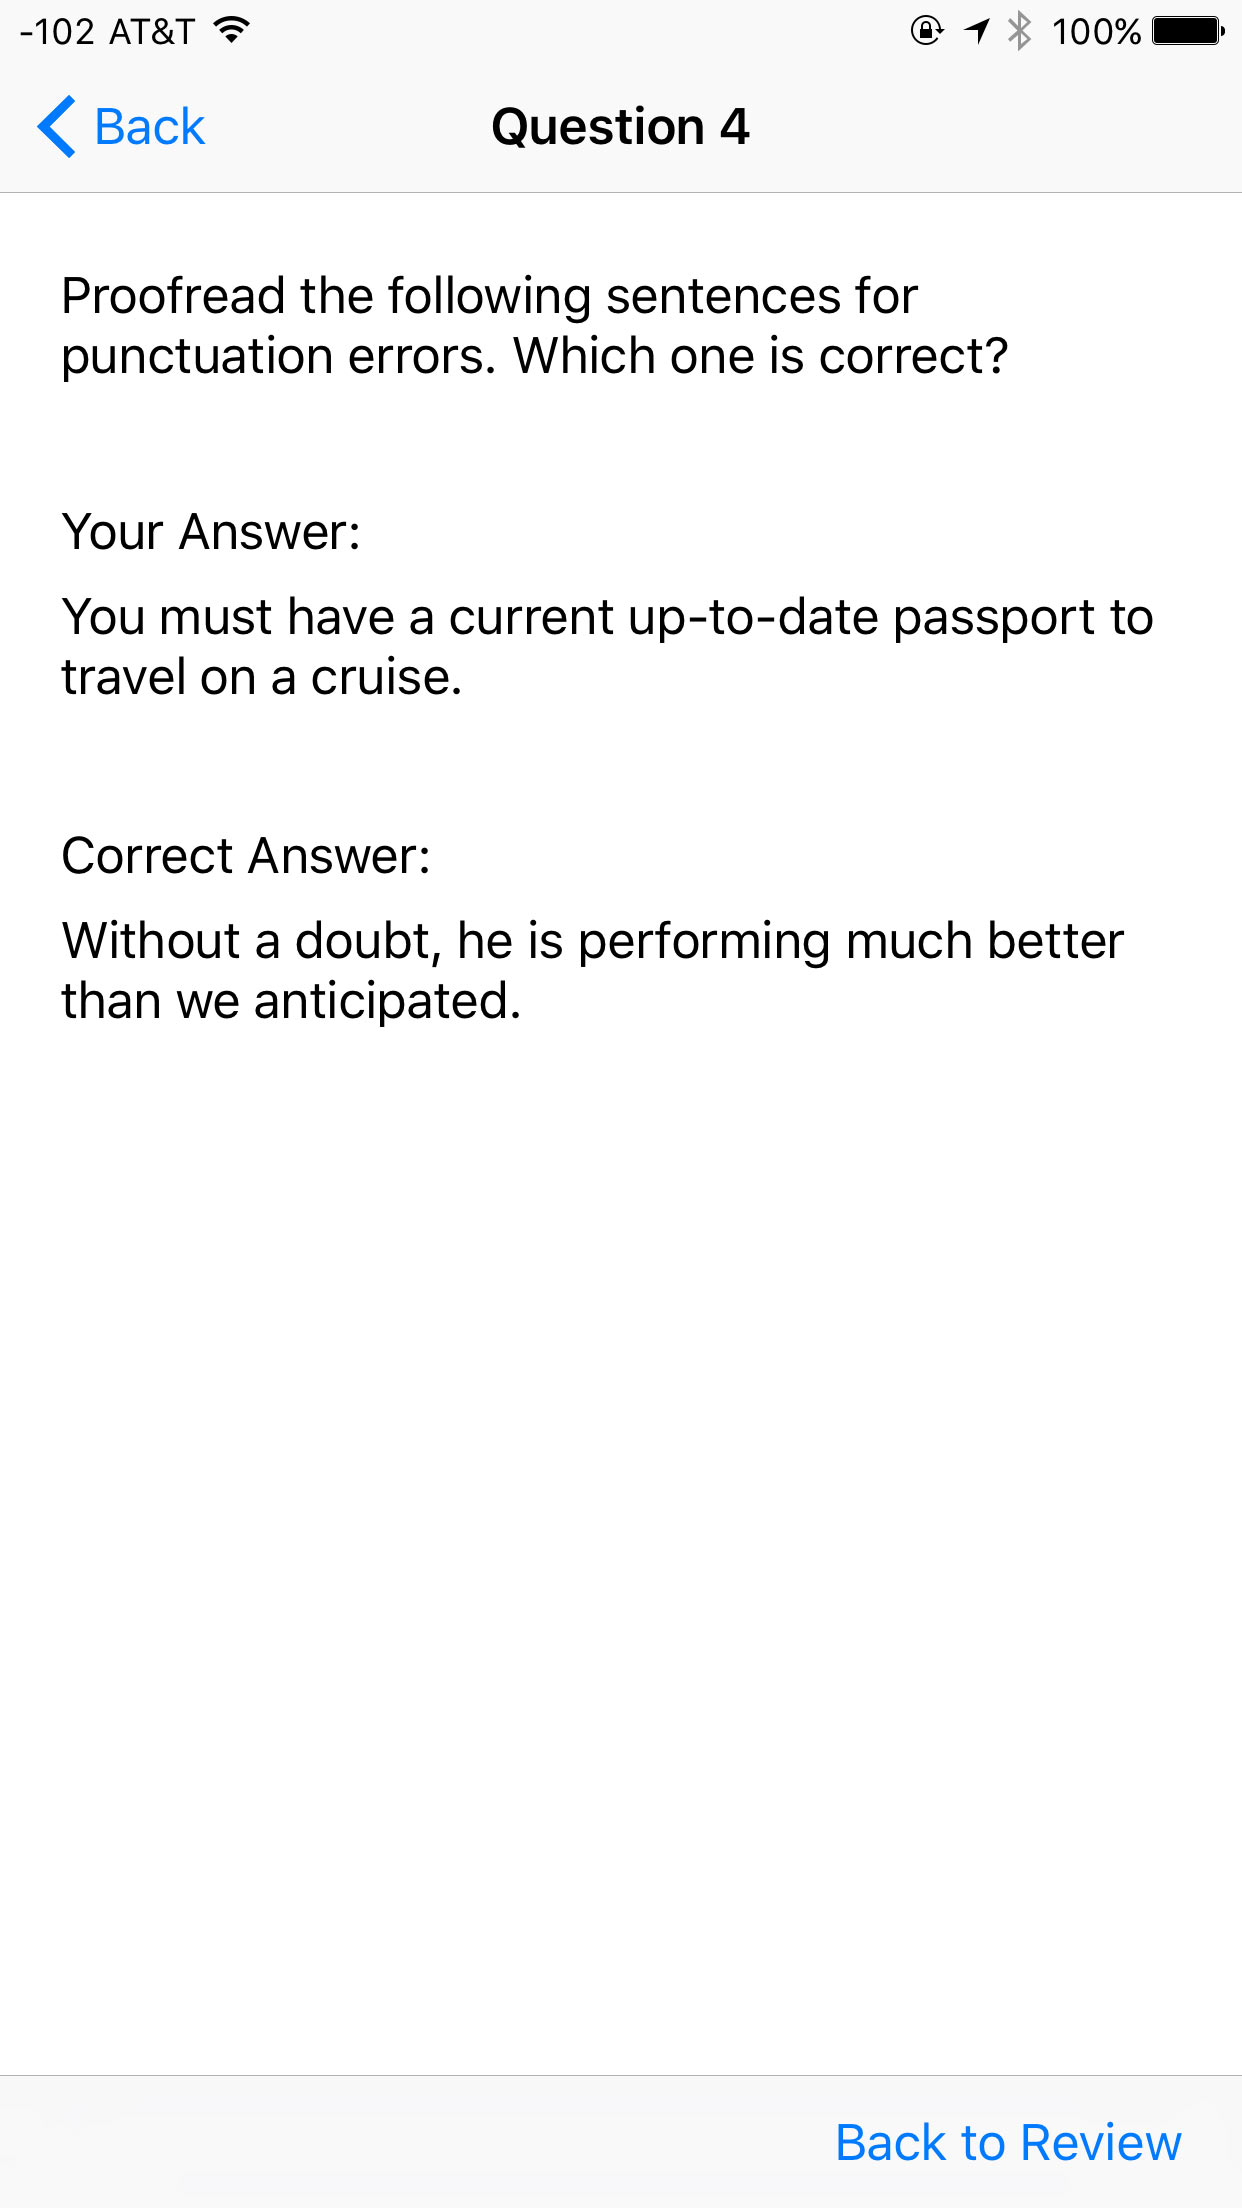 -102 AT&T 100%
Back Question 4
Proofread the following sentences for
punctuation errors. Which one is correct?
Your Answer:
You must have a current up-to-date passport to
travel on a cruise.
Correct Answer:
Without a doubt, he is performing much better
than we anticipated.
Back to Review